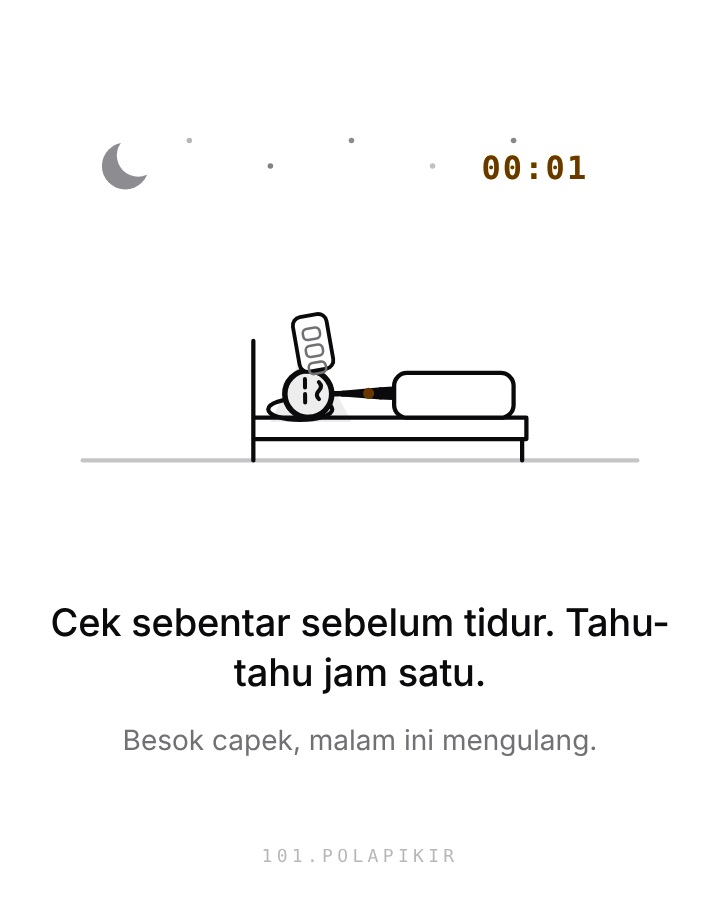 00:01
Cek sebentar sebelum tidur. Tahu-
tahu jam satu.
Besok capek, malam ini mengulang.
101.POLAPIKIR